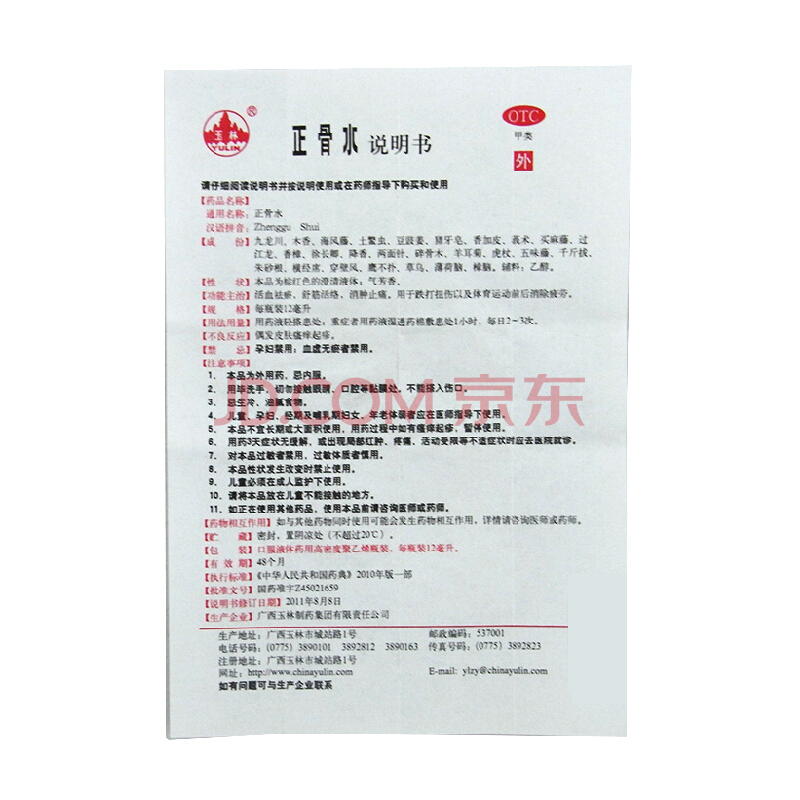 玉林
YULIN
®
正骨水 说明书
OTC
甲类
外
请仔细阅读说明书并按说明使用或在药师指导下购买和使用
【药品名称】
通用名称：正骨水
汉语拼音：Zhenggu Shui
【成 份】九龙川、木香、海风藤、土鳖虫、豆豉姜、猪牙皂、香加皮、莪术、买麻藤、过
江龙、香樟、徐长卿、降香、两面针、碎骨木、羊耳菊、虎杖、五味藤、千斤拔、
朱砂根、横经席、穿壁风、鹰不扑、草乌、薄荷脑、樟脑。辅料：乙醇。
【性 状】本品为棕红色的澄清液体；气芳香。
【功能主治】活血祛瘀，舒筋活络，消肿止痛。用于跌打扭伤以及体育运动前后消除疲劳。
【规 格】每瓶装12毫升
【用法用量】用药液轻搽患处；重症者用药液湿透药棉敷患处1小时，每日2~3次。
【不良反应】偶发皮肤瘙痒起疹。
【禁 忌】孕妇禁用；血虚无瘀者禁用。
【注意事项】
1. 本品为外用药，忌内服。
2. 用毕洗手，切勿接触眼睛、口腔等黏膜处。不能搽入伤口。
3. 忌生冷、油腻食物。
4. 儿童、孕妇、经期及哺乳期妇女、年老体弱者应在医师指导下使用。
5. 本品不宜长期或大面积使用，用药过程中如有瘙痒起疹，暂停使用。
6. 用药3天症状无缓解，或出现局部红肿、疼痛、活动受限等不适症状时应去医院就诊。
7. 对本品过敏者禁用，过敏体质者慎用。
8. 本品性状发生改变时禁止使用。
9. 儿童必须在成人监护下使用。
10. 请将本品放在儿童不能接触的地方。
11. 如正在使用其他药品，使用本品前请咨询医师或药师。
JD.COM 京东
【药物相互作用】如与其他药物同时使用可能会发生药物相互作用，详情请咨询医师或药师。
【贮 藏】密封，置阴凉处（不超过20℃）。
【包 装】口服液体药用高密度聚乙烯瓶装，每瓶装12毫升。
【有 效 期】48个月
【执行标准】《中华人民共和国药典》2010年版一部
【批准文号】国药准字Z45021659
【说明书修订日期】2011年8月8日
【生产企业】广西玉林制药集团有限责任公司
生产地址：广西玉林市城站路1号 邮政编码：537001
电话号码：(0775) 3890101 3892812 3890163 传真号码：(0775) 3892823
注册地址：广西玉林市城站路1号
网址：http://www.chinayulin.com E-mail: ylzy@chinayulin.com
如有问题可与生产企业联系